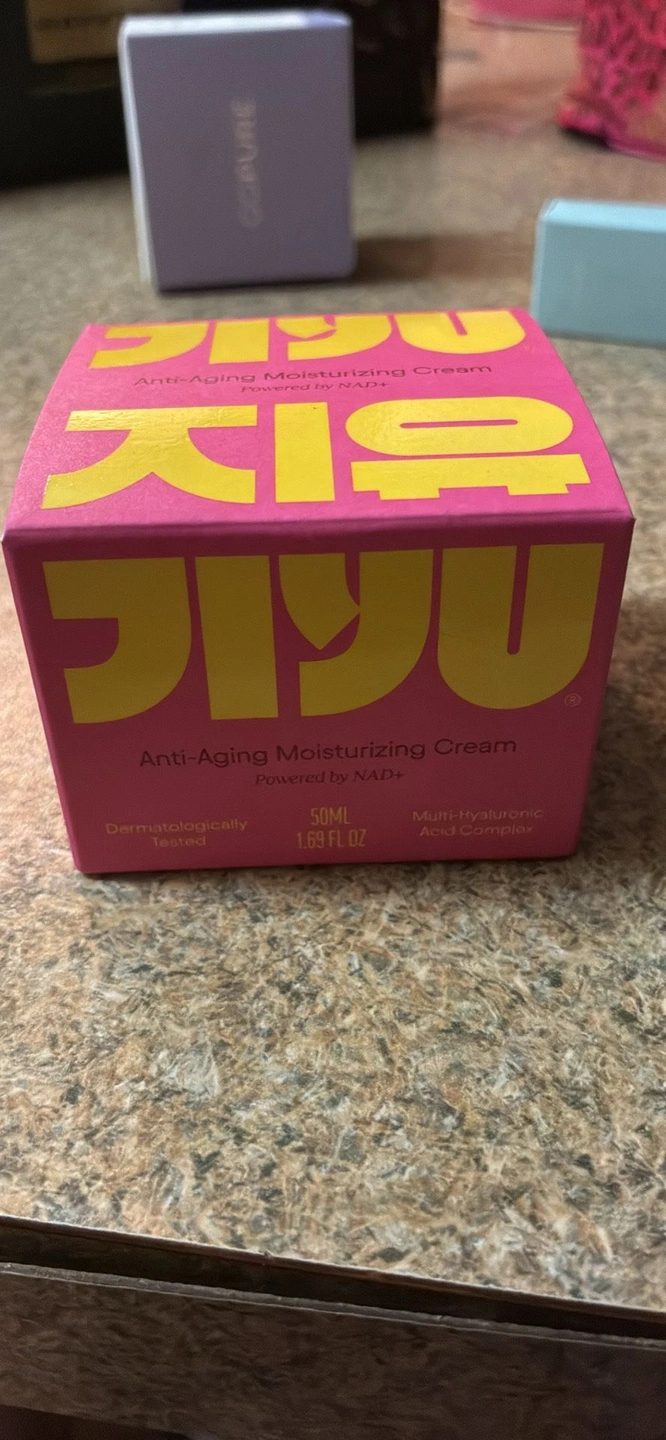 GOPURE
JIYU
Anti-Aging Moisturizing Cream
Powered by NAD+
지유
JIYU
®
Anti-Aging Moisturizing Cream
Powered by NAD+
Dermatologically
Tested
50ML
1.69 FL OZ
Multi-Hyaluronic
Acid Complex